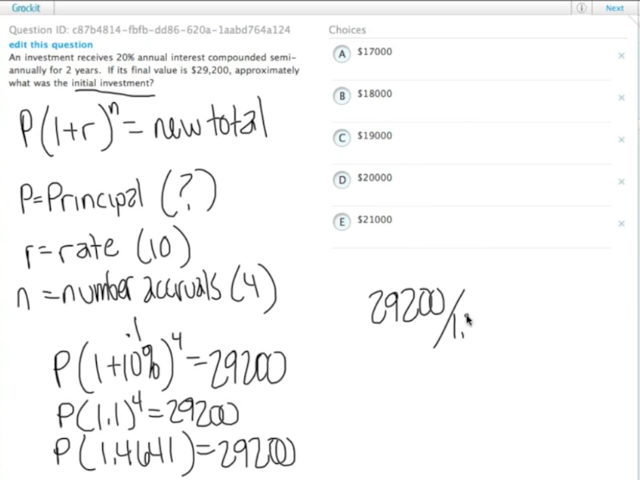 Grockit
Next
Question ID: c87b4814-fbfb-dd86-620a-1aabd764a124
edit this question
An investment receives 20% annual interest compounded semi-
annually for 2 years. If its final value is $29,200, approximately
what was the initial investment?
P(1+r)^n = new total
P=Principal (?)
r=rate (10)
n =number accruals (4)
.1
P(1+10%)^4 =29200
P(1.1)^4 =29200
P(1.4641)=29200
Choices
A $17000
B $18000
C $19000
D $20000
E $21000
29200/1.